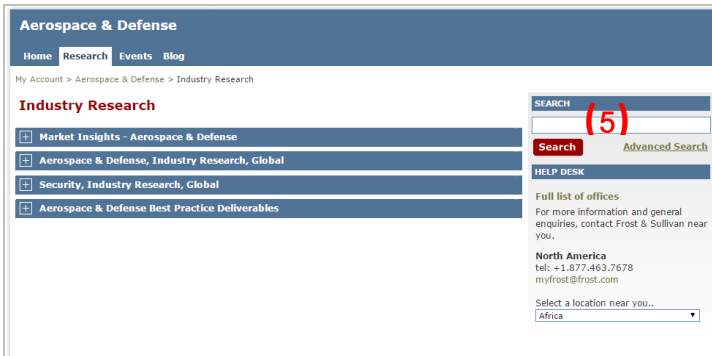 Aerospace & Defense
Home Research Events Blog
My Account > Aerospace & Defense > Industry Research
Industry Research
Market Insights - Aerospace & Defense
Aerospace & Defense, Industry Research, Global
Security, Industry Research, Global
Aerospace & Defense Best Practice Deliverables
SEARCH
(5)
Search Advanced Search
HELP DESK
Full list of offices
For more information and general
enquiries, contact Frost & Sullivan near
you.
North America
tel: +1.877.463.7678
myfrost@frost.com
Select a location near you..
Africa